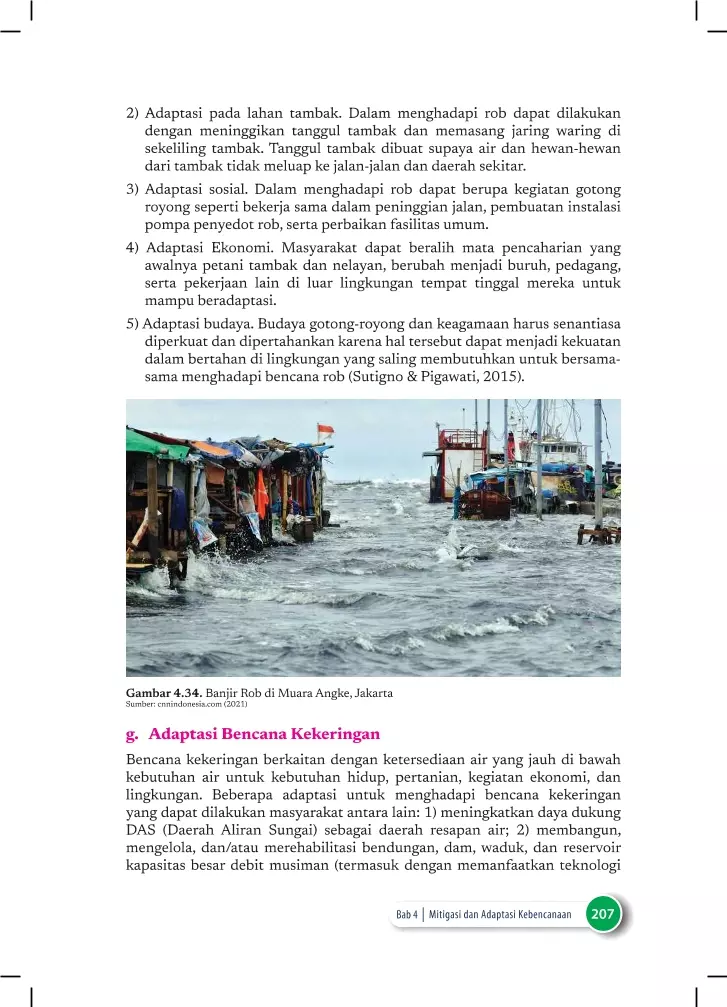 2) Adaptasi pada lahan tambak. Dalam menghadapi rob dapat dilakukan
dengan meninggikan tanggul tambak dan memasang jaring waring di
sekeliling tambak. Tanggul tambak dibuat supaya air dan hewan-hewan
dari tambak tidak meluap ke jalan-jalan dan daerah sekitar.
3) Adaptasi sosial. Dalam menghadapi rob dapat berupa kegiatan gotong
royong seperti bekerja sama dalam peninggian jalan, pembuatan instalasi
pompa penyedot rob, serta perbaikan fasilitas umum.
4) Adaptasi Ekonomi. Masyarakat dapat beralih mata pencaharian yang
awalnya petani tambak dan nelayan, berubah menjadi buruh, pedagang,
serta pekerjaan lain di luar lingkungan tempat tinggal mereka untuk
mampu beradaptasi.
5) Adaptasi budaya. Budaya gotong-royong dan keagamaan harus senantiasa
diperkuat dan dipertahankan karena hal tersebut dapat menjadi kekuatan
dalam bertahan di lingkungan yang saling membutuhkan untuk bersama-
sama menghadapi bencana rob (Sutigno & Pigawati, 2015).
Gambar 4.34. Banjir Rob di Muara Angke, Jakarta
Sumber: cnnindonesia.com (2021)
g. Adaptasi Bencana Kekeringan
Bencana kekeringan berkaitan dengan ketersediaan air yang jauh di bawah
kebutuhan air untuk kebutuhan hidup, pertanian, kegiatan ekonomi, dan
lingkungan. Beberapa adaptasi untuk menghadapi bencana kekeringan
yang dapat dilakukan masyarakat antara lain: 1) meningkatkan daya dukung
DAS (Daerah Aliran Sungai) sebagai daerah resapan air; 2) membangun,
mengelola, dan/atau merehabilitasi bendungan, dam, waduk, dan reservoir
kapasitas besar debit musiman (termasuk dengan memanfaatkan teknologi
Bab 4 | Mitigasi dan Adaptasi Kebencanaan 207